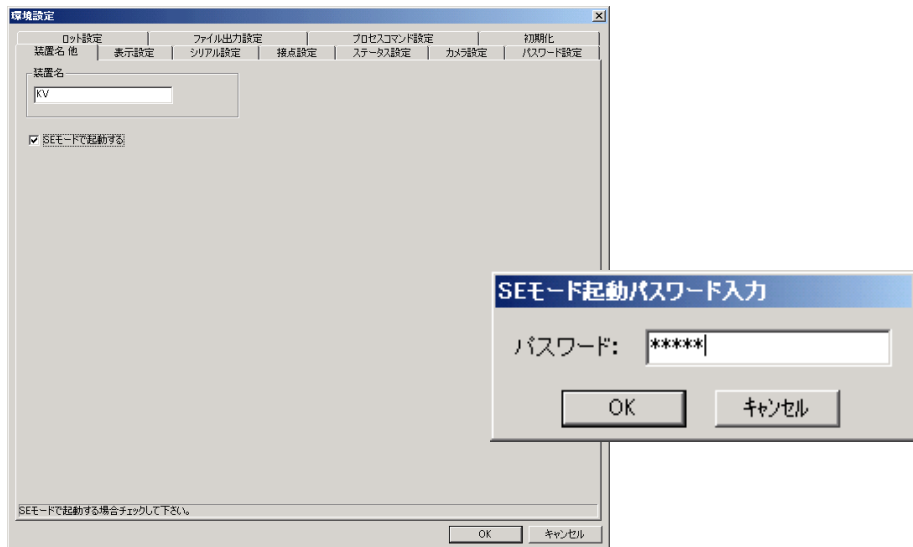 環境設定
ロット設定
ファイル出力設定
プロセスコマンド設定
初期化
装置名 他
表示設定
シリアル設定
接点設定
ステータス設定
カメラ設定
パスワード設定
装置名
KV
SEモードで起動する
SEモード起動パスワード入力
パスワード:
*****
OK
キャンセル
SEモードで起動する場合チェックして下さい。
OK
キャンセル